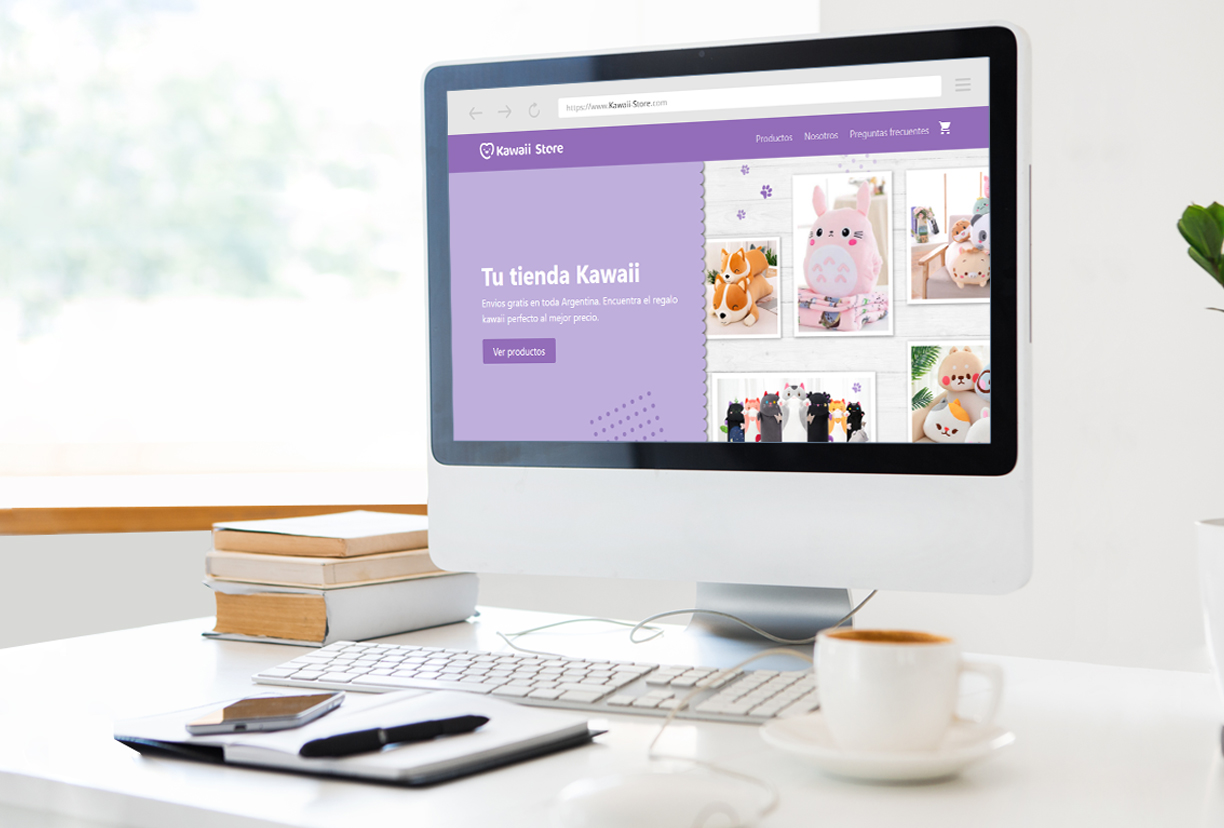 https://www.Kawaii-Store.com
Kawaii Store
Productos Nosotros Preguntas frecuentes
Tu tienda Kawaii
Envios gratis en toda Argentina. Encuentra el regalo
kawaii perfecto al mejor precio.
Ver productos